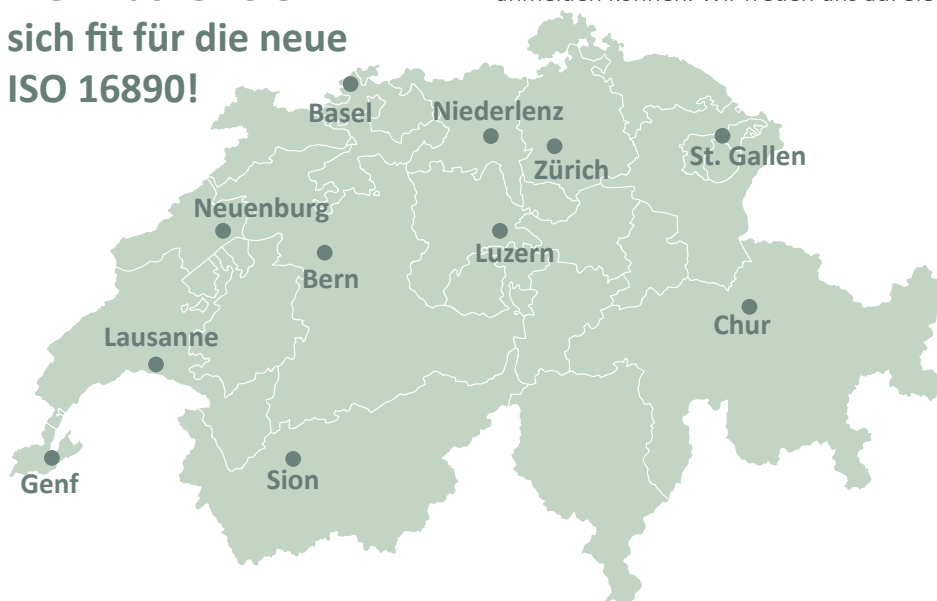 sich fit für die neue
ISO 16890!
Basel
Niederlenz
Zürich
St. Gallen
Neuenburg
Luzern
Bern
Chur
Lausanne
Sion
Genf